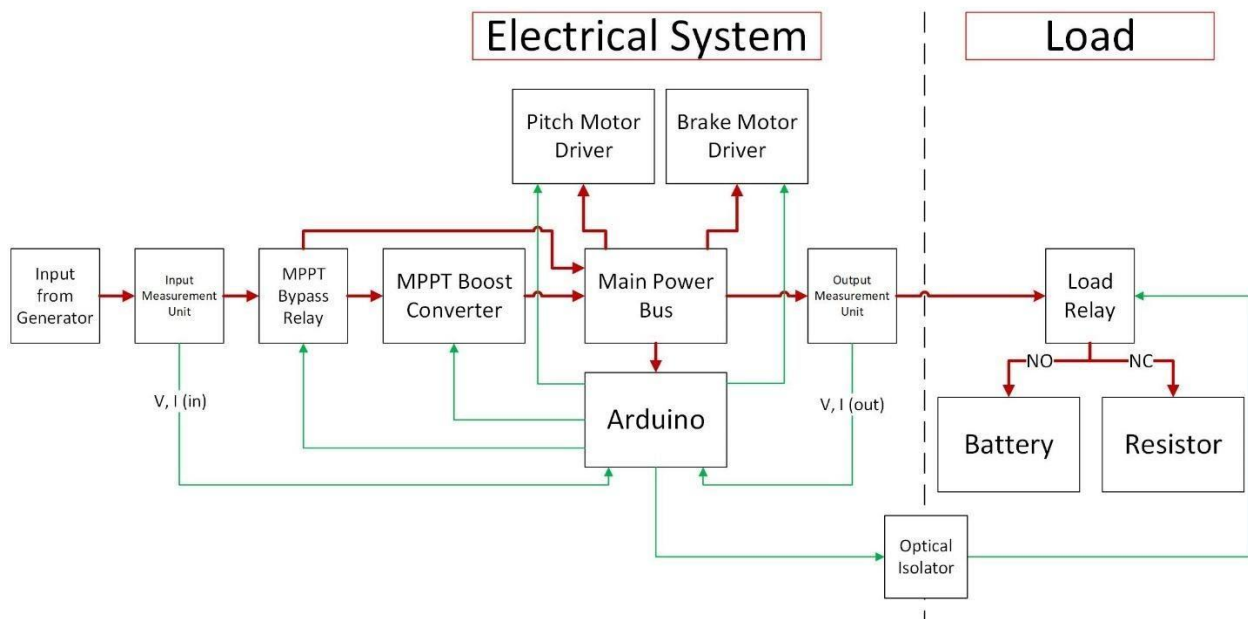 Electrical System
Load
Pitch Motor
Driver
Brake Motor
Driver
Input
from
Generator
Input
Measurement
Unit
MPPT
Bypass
Relay
MPPT Boost
Converter
Main Power
Bus
Output
Measurement
Unit
Load
Relay
NO
NC
V, I (in)
Arduino
V, I (out)
Battery
Resistor
Optical
Isolator